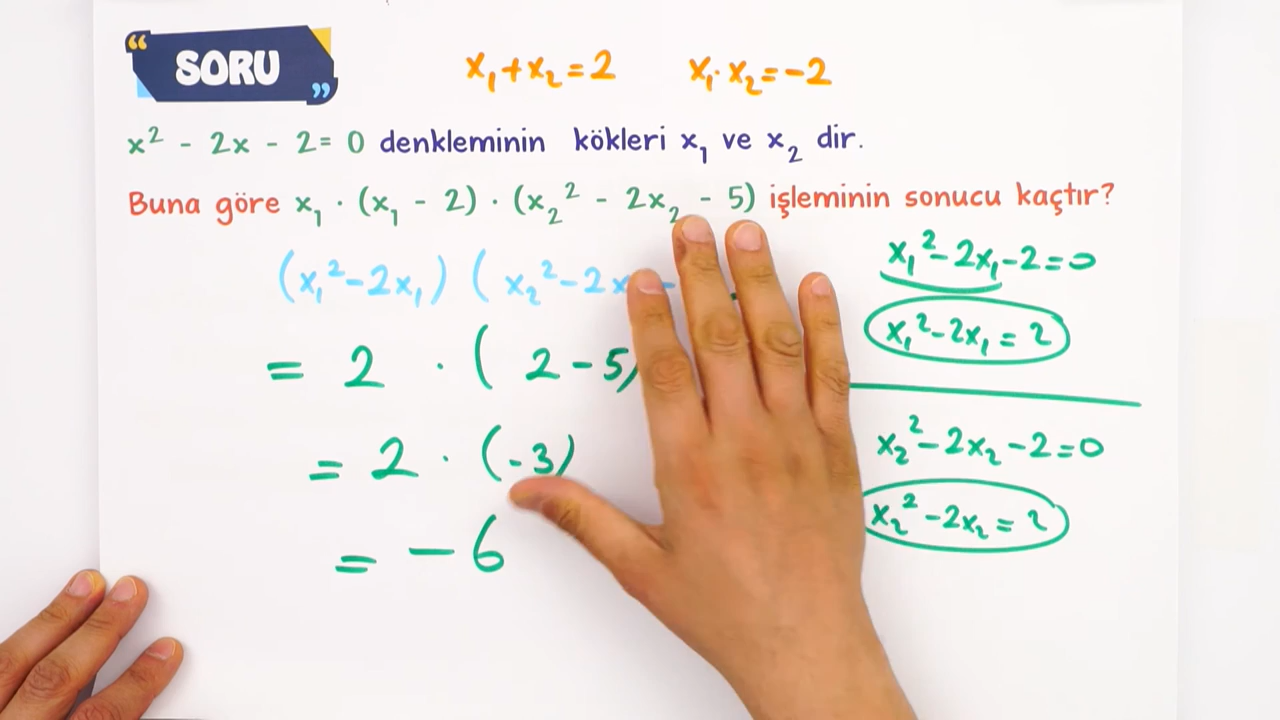 SORU
x₁+x₂=2   x₁·x₂=-2
x² - 2x - 2= 0 denkleminin kökleri x₁ ve x₂ dir.
Buna göre x₁ · (x₁ - 2) · (x₂² - 2x₂ - 5) işleminin sonucu kaçtır?
(x₁²-2x₁) ( x₂²-2x
= 2 · ( 2-5)
= 2 · (-3)
= -6
x₁²-2x₁-2=0
x₁²-2x₁=2
x₂²-2x₂-2=0
x₂²-2x₂=2